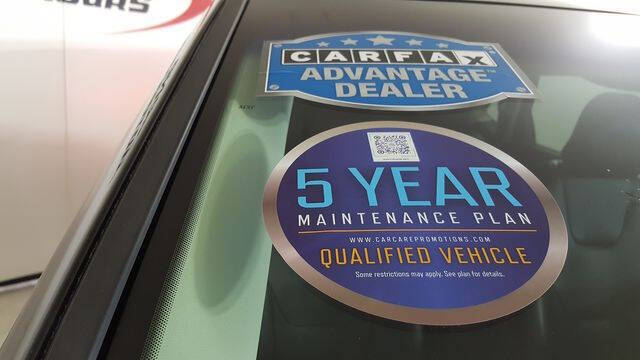 CARFAX
ADVANTAGE™
DEALER
5 YEAR
MAINTENANCE PLAN
WWW.CARCAREPROMOTIONS.COM
QUALIFIED VEHICLE
Some restrictions may apply. See plan for details.